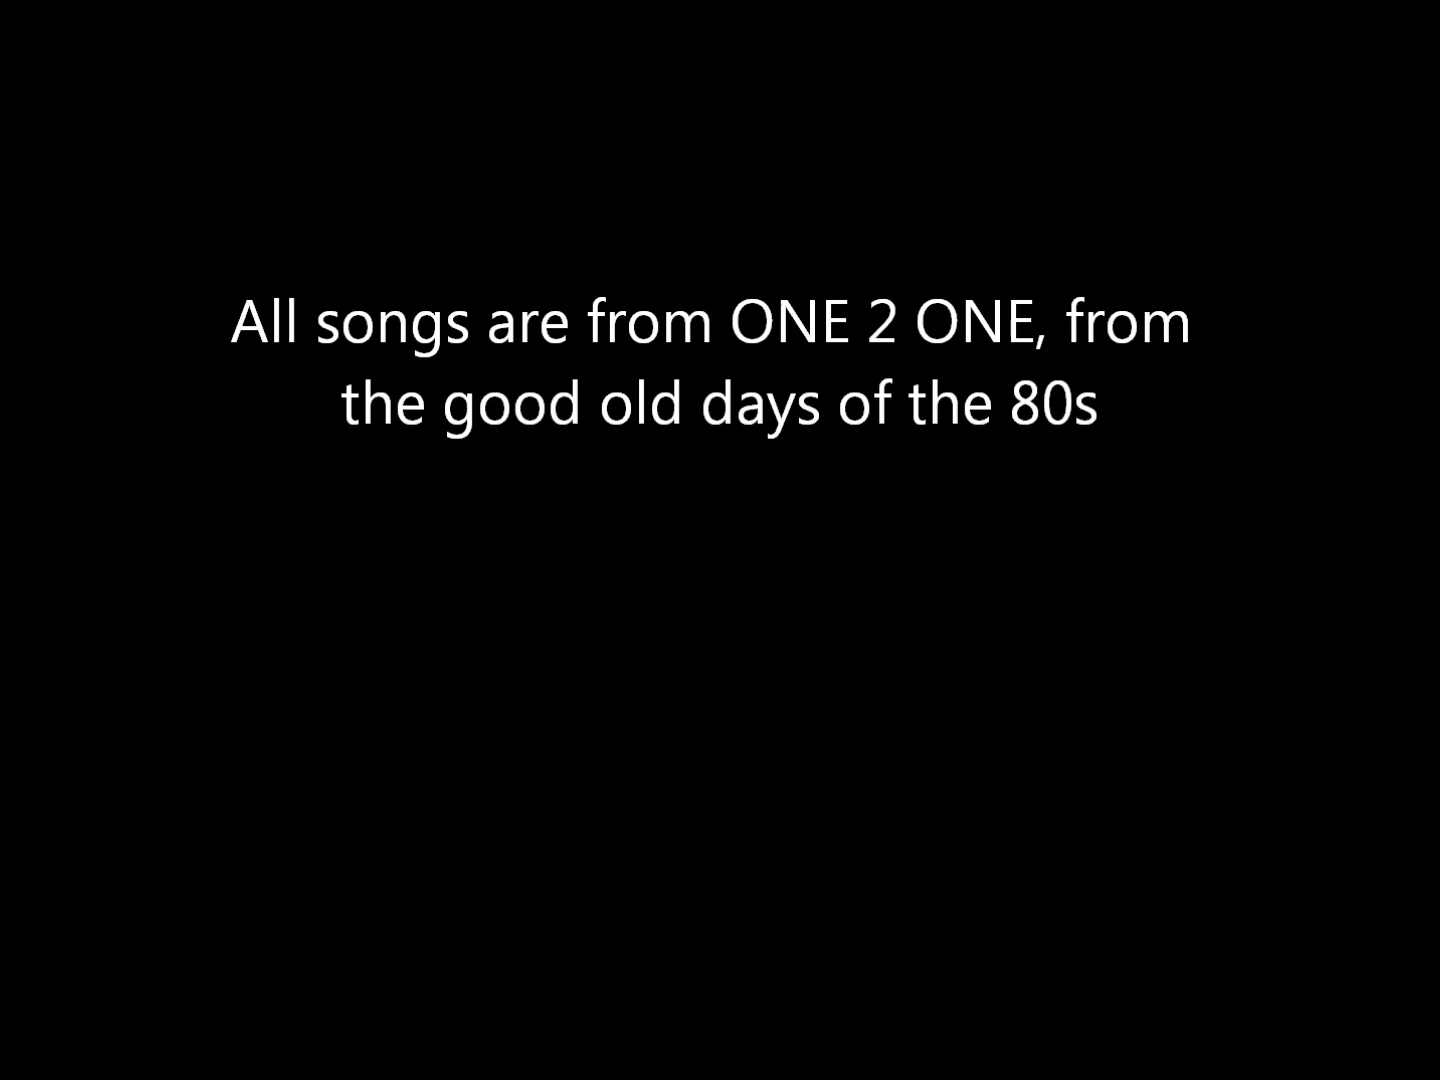 All songs are from ONE 2 ONE, from
the good old days of the 80s